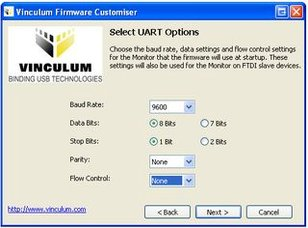 Vinculum Firmware Customiser
VINCULUM
BINDING USB TECHNOLOGIES
Select UART Options
Choose the baud rate, data settings and flow control settings
for the Monitor that the firmware will use at startup. These
settings will also be used for the Monitor on FTDI slave devices.
Baud Rate: 9600
Data Bits: 8 Bits 7 Bits
Stop Bits: 1 Bit 2 Bits
Parity: None
Flow Control: None
http://www.vinculum.com
< Back Next > Cancel